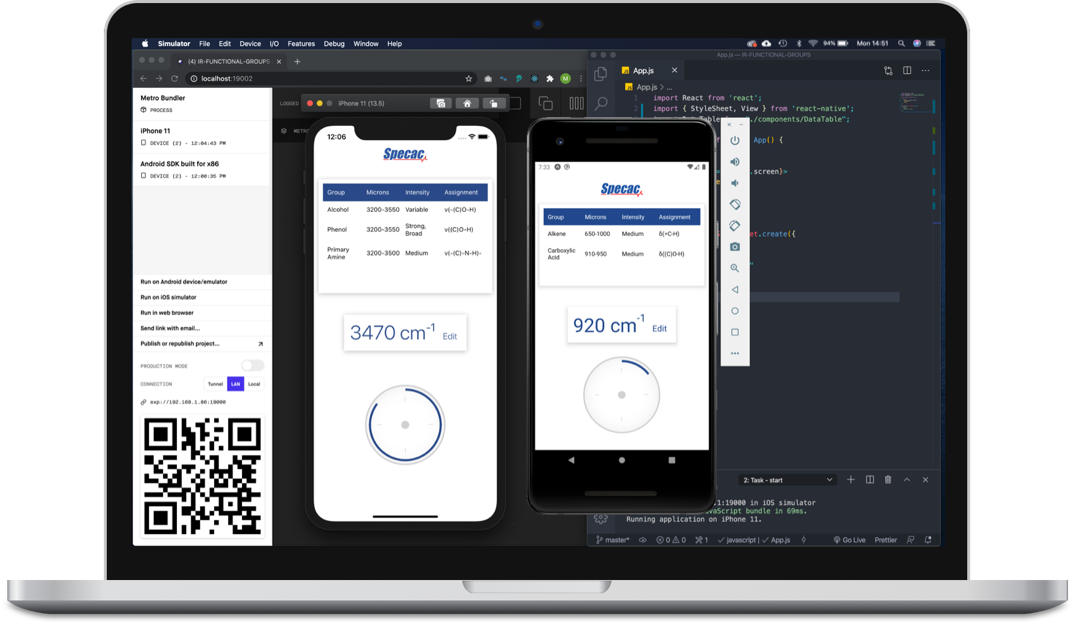 Simulator File Edit Device I/O Features Debug Window Help
94% Mon 14:51
(4) IR-FUNCTIONAL-GROUPS
localhost:19002
M
Metro Bundler
PROCESS
iPhone 11
DEVICE (2) - 12:04:43 PM
Android SDK built for x86
DEVICE (2) - 12:00:35 PM
Run on Android device/emulator
Run on iOS simulator
Run in web browser
Send link with email...
Publish or republish project...
PRODUCTION MODE
CONNECTION Tunnel LAN Local
exp://192.168.1.86:19000
LOGGED
METRO
iPhone 11 (13.5)
12:06
Specac
Group Microns Intensity Assignment
Alcohol 3200-3550 Variable v(-(C)O-H)
Phenol 3200-3550 Strong, Broad v((C)O-H)
Primary Amine 3200-3500 Medium v(-(C)-N-H)-
3470 cm-1 Edit
7:33
Specac
Group Microns Intensity Assignment
Alkene 650-1000 Medium δ(=C-H)
Carboxylic Acid 910-950 Medium δ((C)O-H)
920 cm-1 Edit
App.js — IR-FUNCTIONAL-GROUPS
App.js
App.js > ...
1 import React from 'react';
2 import { StyleSheet, View } from 'react-native';
/components/DataTable";
App() {
.screen}>
et.create({
2: Task - start
1:19000 in iOS simulator
vaScript bundle in 69ms.
Running application on iPhone 11.
master* 0 0 1 javascript | App.js Go Live Prettier